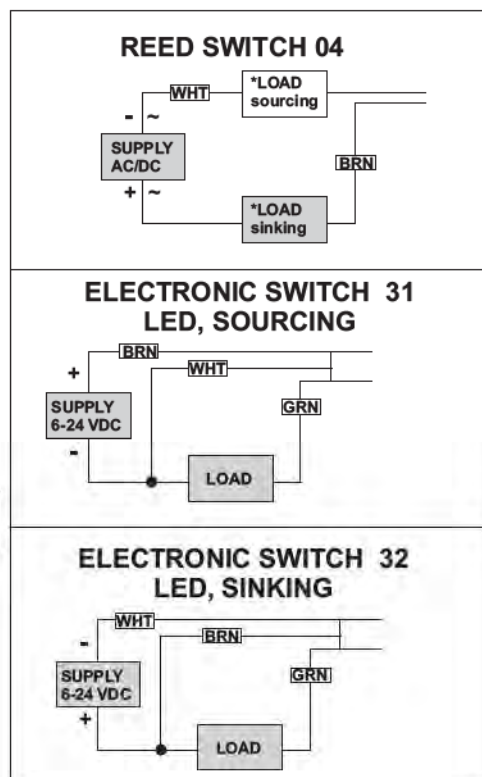 REED SWITCH 04
WHT
*LOAD
sourcing
- ~
SUPPLY
AC/DC
+ ~
BRN
*LOAD
sinking
ELECTRONIC SWITCH 31
LED, SOURCING
BRN
+
WHT
SUPPLY
6-24 VDC
GRN
-
LOAD
ELECTRONIC SWITCH 32
LED, SINKING
WHT
-
BRN
SUPPLY
6-24 VDC
GRN
+
LOAD